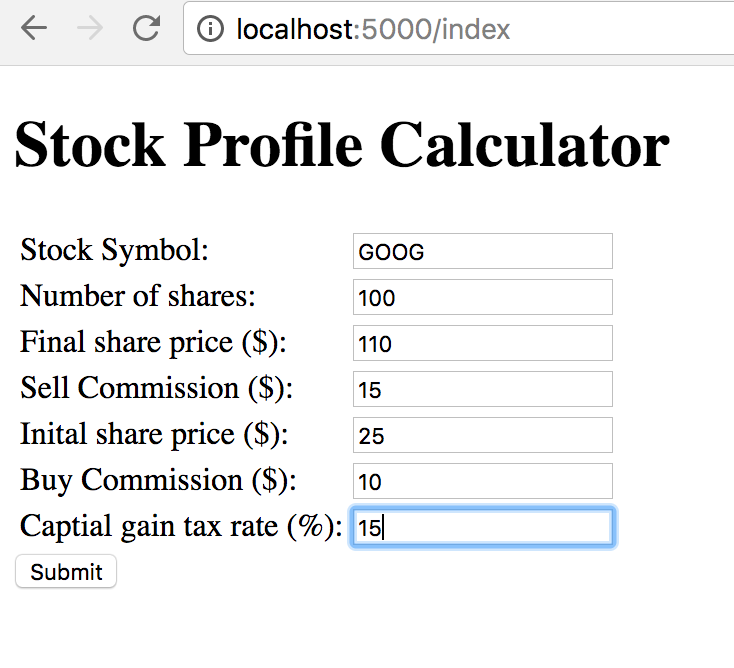 localhost:5000/index
Stock Profile Calculator
Stock Symbol: GOOG
Number of shares: 100
Final share price ($): 110
Sell Commission ($): 15
Inital share price ($): 25
Buy Commission ($): 10
Captial gain tax rate (%): 15
Submit